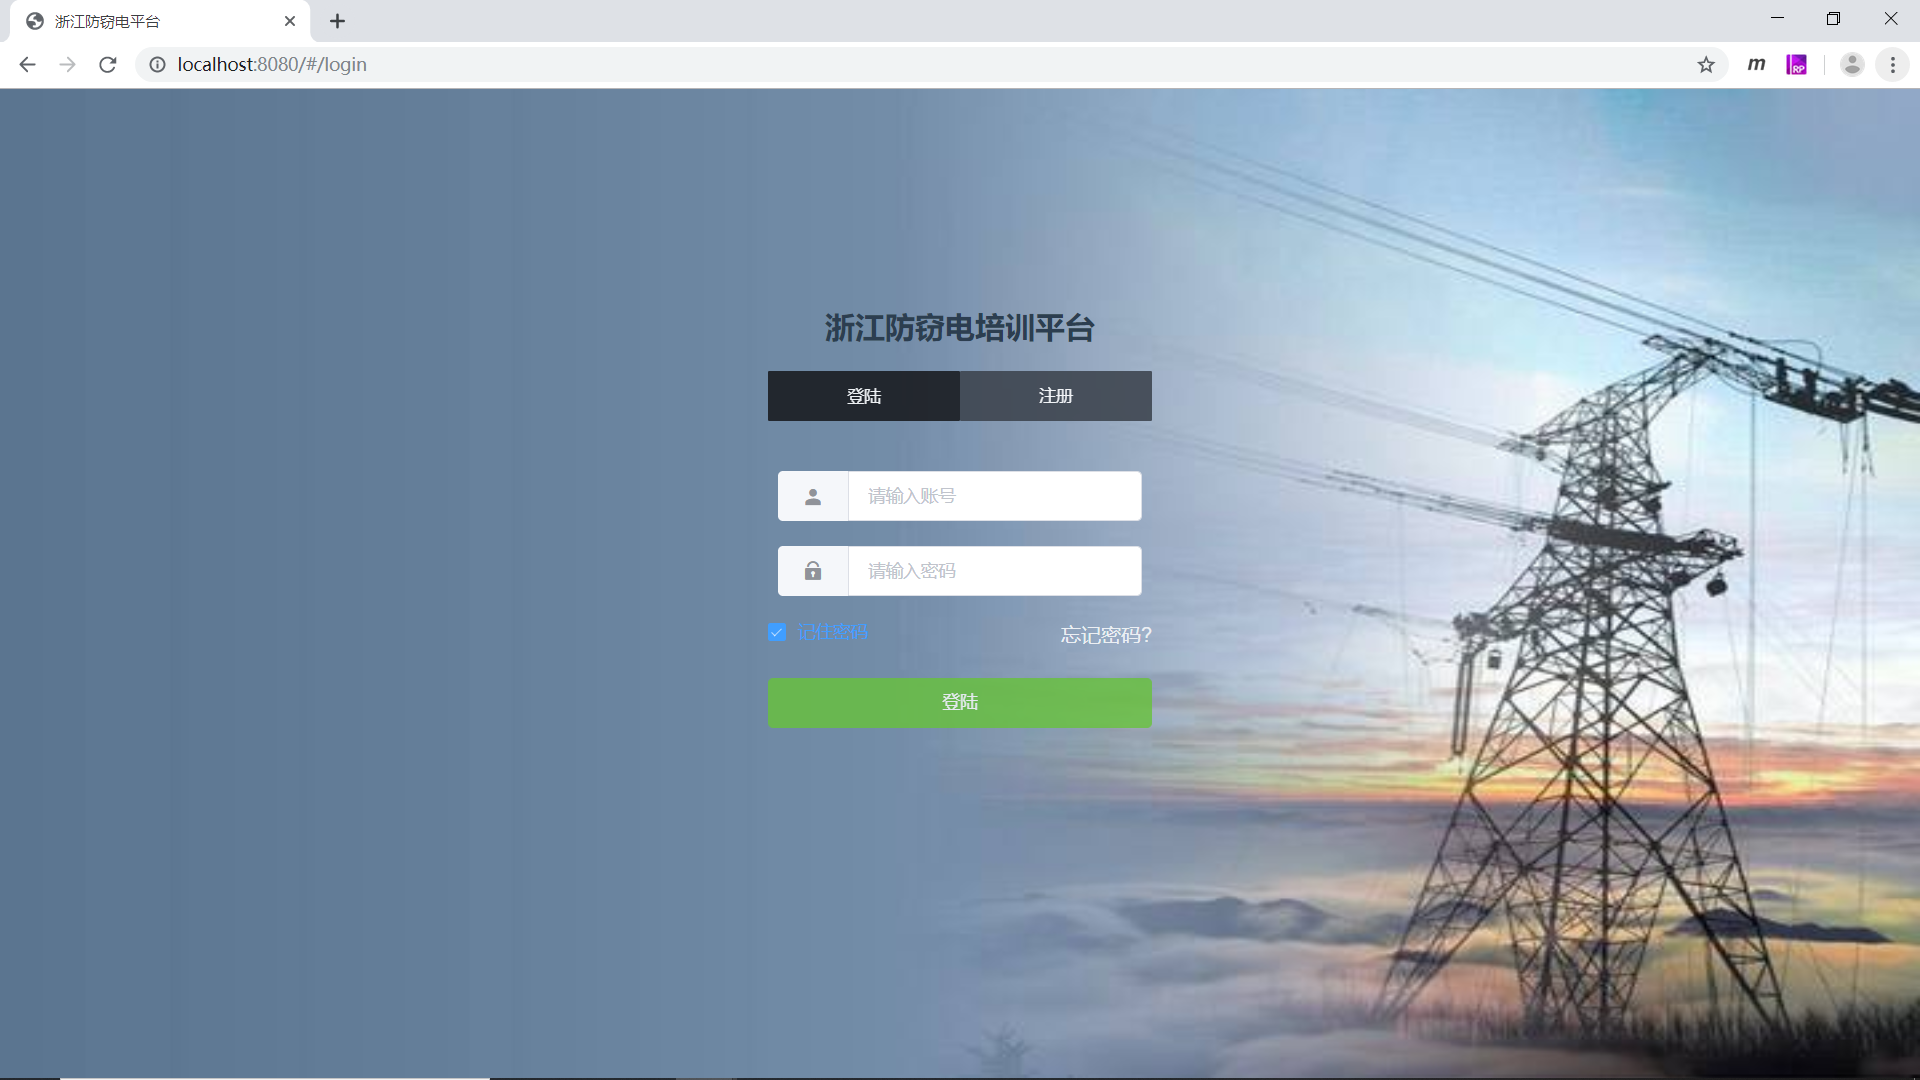 浙江防窃电平台
localhost:8080/#/login
m
RP
浙江防窃电培训平台
登陆
注册
请输入账号
请输入密码
记住密码
忘记密码?
登陆